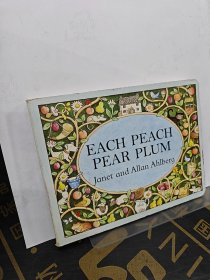 EACH PEACH
PEAR PLUM
Janet and Allan Ahlberg